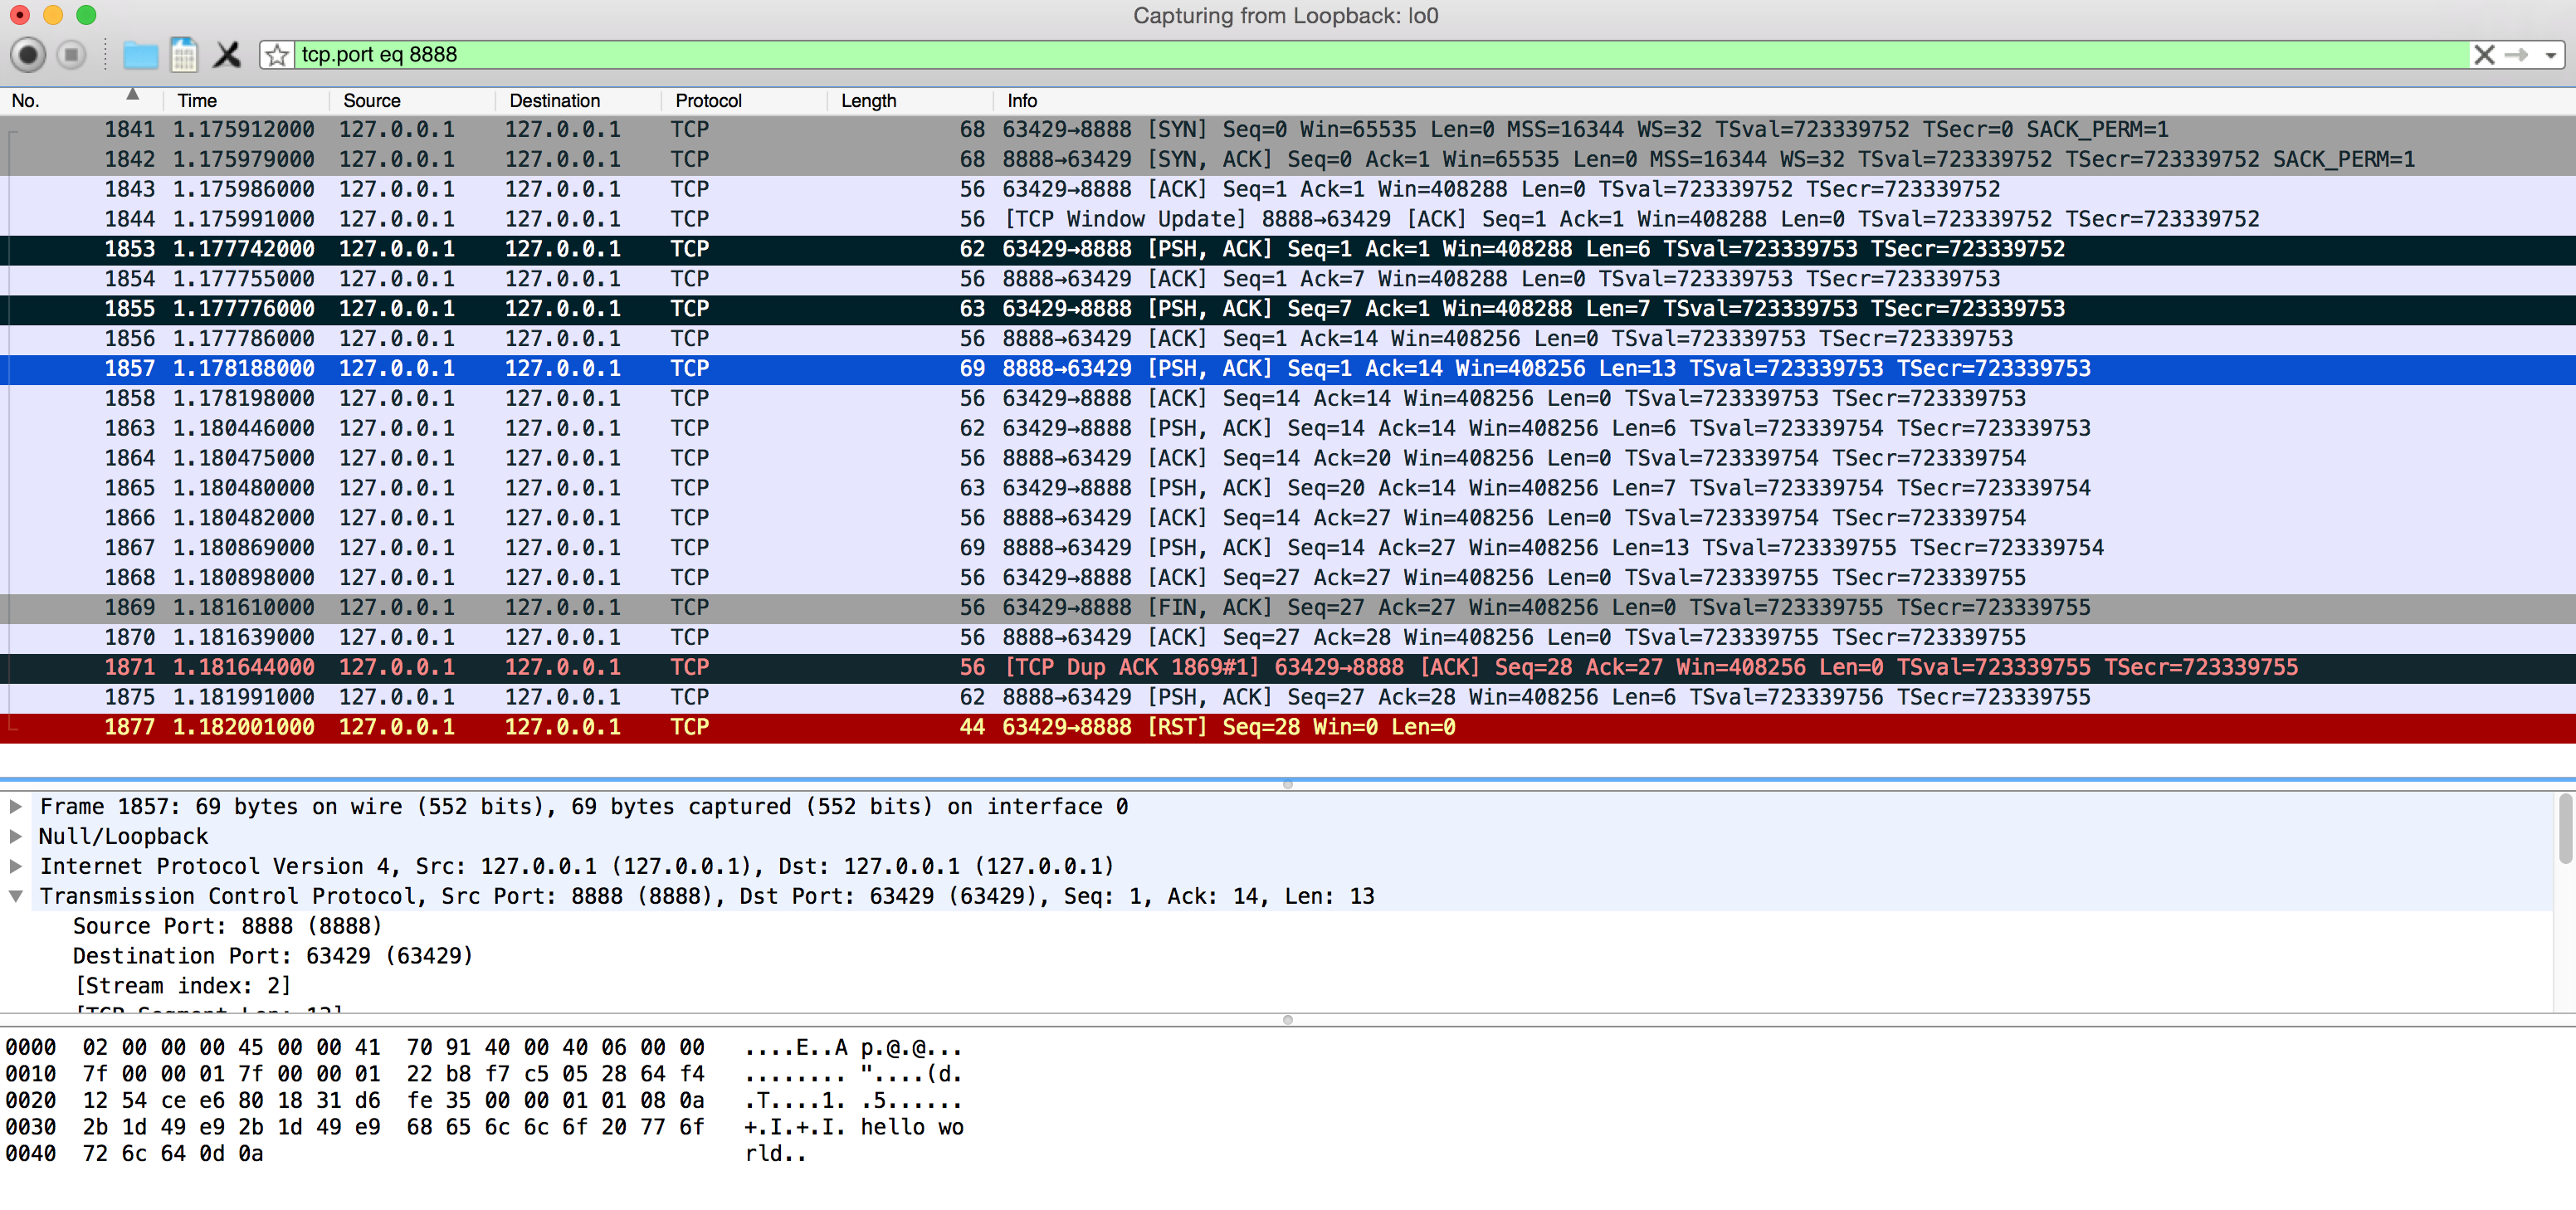 Capturing from Loopback: lo0
tcp.port eq 8888
No. Time Source Destination Protocol Length Info
1841 1.175912000 127.0.0.1 127.0.0.1 TCP 68 63429→8888 [SYN] Seq=0 Win=65535 Len=0 MSS=16344 WS=32 TSval=723339752 TSecr=0 SACK_PERM=1
1842 1.175979000 127.0.0.1 127.0.0.1 TCP 68 8888→63429 [SYN, ACK] Seq=0 Ack=1 Win=65535 Len=0 MSS=16344 WS=32 TSval=723339752 TSecr=723339752 SACK_PERM=1
1843 1.175986000 127.0.0.1 127.0.0.1 TCP 56 63429→8888 [ACK] Seq=1 Ack=1 Win=408288 Len=0 TSval=723339752 TSecr=723339752
1844 1.175991000 127.0.0.1 127.0.0.1 TCP 56 [TCP Window Update] 8888→63429 [ACK] Seq=1 Ack=1 Win=408288 Len=0 TSval=723339752 TSecr=723339752
1853 1.177742000 127.0.0.1 127.0.0.1 TCP 62 63429→8888 [PSH, ACK] Seq=1 Ack=1 Win=408288 Len=6 TSval=723339753 TSecr=723339752
1854 1.177755000 127.0.0.1 127.0.0.1 TCP 56 8888→63429 [ACK] Seq=1 Ack=7 Win=408288 Len=0 TSval=723339753 TSecr=723339753
1855 1.177776000 127.0.0.1 127.0.0.1 TCP 63 63429→8888 [PSH, ACK] Seq=7 Ack=1 Win=408288 Len=7 TSval=723339753 TSecr=723339753
1856 1.177786000 127.0.0.1 127.0.0.1 TCP 56 8888→63429 [ACK] Seq=1 Ack=14 Win=408256 Len=0 TSval=723339753 TSecr=723339753
1857 1.178188000 127.0.0.1 127.0.0.1 TCP 69 8888→63429 [PSH, ACK] Seq=1 Ack=14 Win=408256 Len=13 TSval=723339753 TSecr=723339753
1858 1.178198000 127.0.0.1 127.0.0.1 TCP 56 63429→8888 [ACK] Seq=14 Ack=14 Win=408256 Len=0 TSval=723339753 TSecr=723339753
1863 1.180446000 127.0.0.1 127.0.0.1 TCP 62 63429→8888 [PSH, ACK] Seq=14 Ack=14 Win=408256 Len=6 TSval=723339754 TSecr=723339753
1864 1.180475000 127.0.0.1 127.0.0.1 TCP 56 8888→63429 [ACK] Seq=14 Ack=20 Win=408256 Len=0 TSval=723339754 TSecr=723339754
1865 1.180480000 127.0.0.1 127.0.0.1 TCP 63 63429→8888 [PSH, ACK] Seq=20 Ack=14 Win=408256 Len=7 TSval=723339754 TSecr=723339754
1866 1.180482000 127.0.0.1 127.0.0.1 TCP 56 8888→63429 [ACK] Seq=14 Ack=27 Win=408256 Len=0 TSval=723339754 TSecr=723339754
1867 1.180869000 127.0.0.1 127.0.0.1 TCP 69 8888→63429 [PSH, ACK] Seq=14 Ack=27 Win=408256 Len=13 TSval=723339755 TSecr=723339754
1868 1.180898000 127.0.0.1 127.0.0.1 TCP 56 63429→8888 [ACK] Seq=27 Ack=27 Win=408256 Len=0 TSval=723339755 TSecr=723339755
1869 1.181610000 127.0.0.1 127.0.0.1 TCP 56 63429→8888 [FIN, ACK] Seq=27 Ack=27 Win=408256 Len=0 TSval=723339755 TSecr=723339755
1870 1.181639000 127.0.0.1 127.0.0.1 TCP 56 8888→63429 [ACK] Seq=27 Ack=28 Win=408256 Len=0 TSval=723339755 TSecr=723339755
1871 1.181644000 127.0.0.1 127.0.0.1 TCP 56 [TCP Dup ACK 1869#1] 63429→8888 [ACK] Seq=28 Ack=27 Win=408256 Len=0 TSval=723339755 TSecr=723339755
1875 1.181991000 127.0.0.1 127.0.0.1 TCP 62 8888→63429 [PSH, ACK] Seq=27 Ack=28 Win=408256 Len=6 TSval=723339756 TSecr=723339755
1877 1.182001000 127.0.0.1 127.0.0.1 TCP 44 63429→8888 [RST] Seq=28 Win=0 Len=0
Frame 1857: 69 bytes on wire (552 bits), 69 bytes captured (552 bits) on interface 0
Null/Loopback
Internet Protocol Version 4, Src: 127.0.0.1 (127.0.0.1), Dst: 127.0.0.1 (127.0.0.1)
Transmission Control Protocol, Src Port: 8888 (8888), Dst Port: 63429 (63429), Seq: 1, Ack: 14, Len: 13
Source Port: 8888 (8888)
Destination Port: 63429 (63429)
[Stream index: 2]
[TCP Segment Len: 13]
0000 02 00 00 00 45 00 00 41 70 91 40 00 40 06 00 00 ....E..A p.@.@...
0010 7f 00 00 01 7f 00 00 01 22 b8 f7 c5 05 28 64 f4 ........ "....(d.
0020 12 54 ce e6 80 18 31 d6 fe 35 00 00 01 01 08 0a .T....1. .5......
0030 2b 1d 49 e9 2b 1d 49 e9 68 65 6c 6c 6f 20 77 6f +.I.+.I. hello wo
0040 72 6c 64 0d 0a rld..